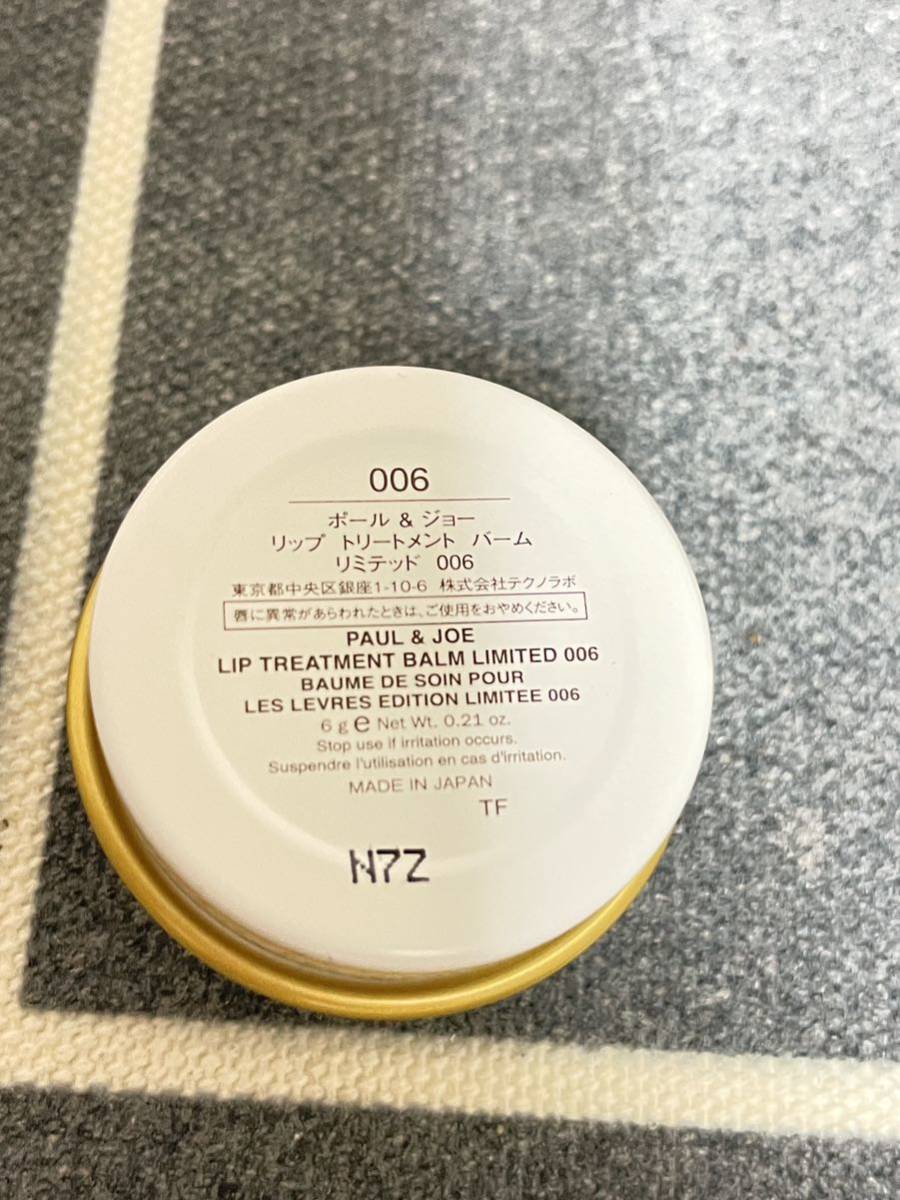 006
ポール & ジョー
リップ トリートメント バーム
リミテッド 006
東京都中央区銀座1-10-6 株式会社テクノラボ
唇に異常があらわれたときは、ご使用をおやめください。
PAUL & JOE
LIP TREATMENT BALM LIMITED 006
BAUME DE SOIN POUR
LES LEVRES EDITION LIMITEE 006
6 g e Net Wt. 0.21 oz.
Stop use if irritation occurs.
Suspendre l'utilisation en cas d'irritation.
MADE IN JAPAN
TF
N7Z